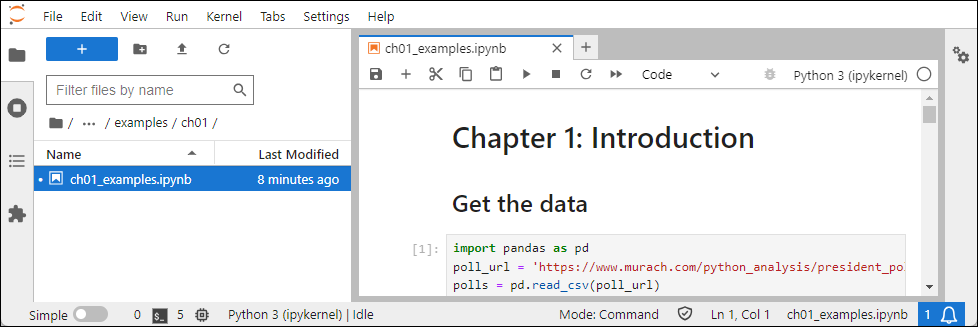 File Edit View Run Kernel Tabs Settings Help
+
Filter files by name
/ ... / examples / ch01 /
Name Last Modified
ch01_examples.ipynb 8 minutes ago
ch01_examples.ipynb
Code Python 3 (ipykernel)
Chapter 1: Introduction
Get the data
[1]: import pandas as pd
poll_url = 'https://www.murach.com/python_analysis/president_po
polls = pd.read_csv(poll_url)
Simple 0 $_ 5 Python 3 (ipykernel) | Idle Mode: Command Ln 1, Col 1 ch01_examples.ipynb 1